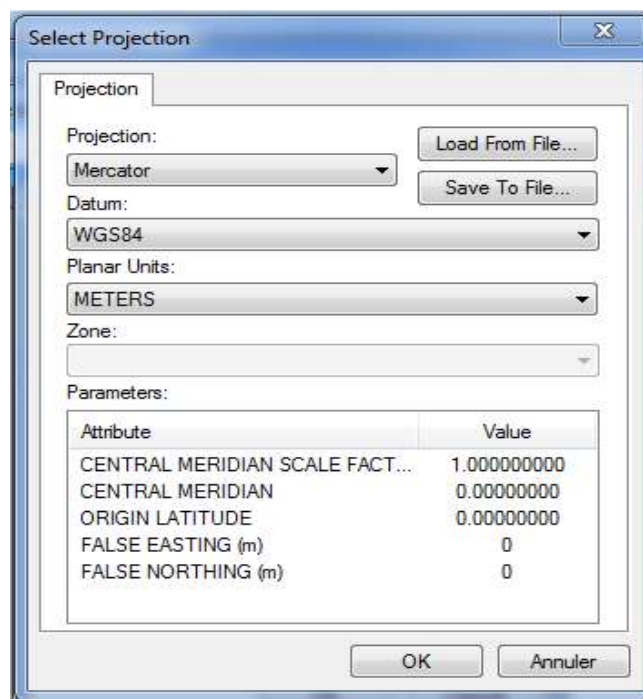 Select Projection
Projection
Projection:
Mercator
Load From File...
Save To File...
Datum:
WGS84
Planar Units:
METERS
Zone:
Parameters:
Attribute Value
CENTRAL MERIDIAN SCALE FACT... 1.000000000
CENTRAL MERIDIAN 0.00000000
ORIGIN LATITUDE 0.00000000
FALSE EASTING (m) 0
FALSE NORTHING (m) 0
OK Annuler